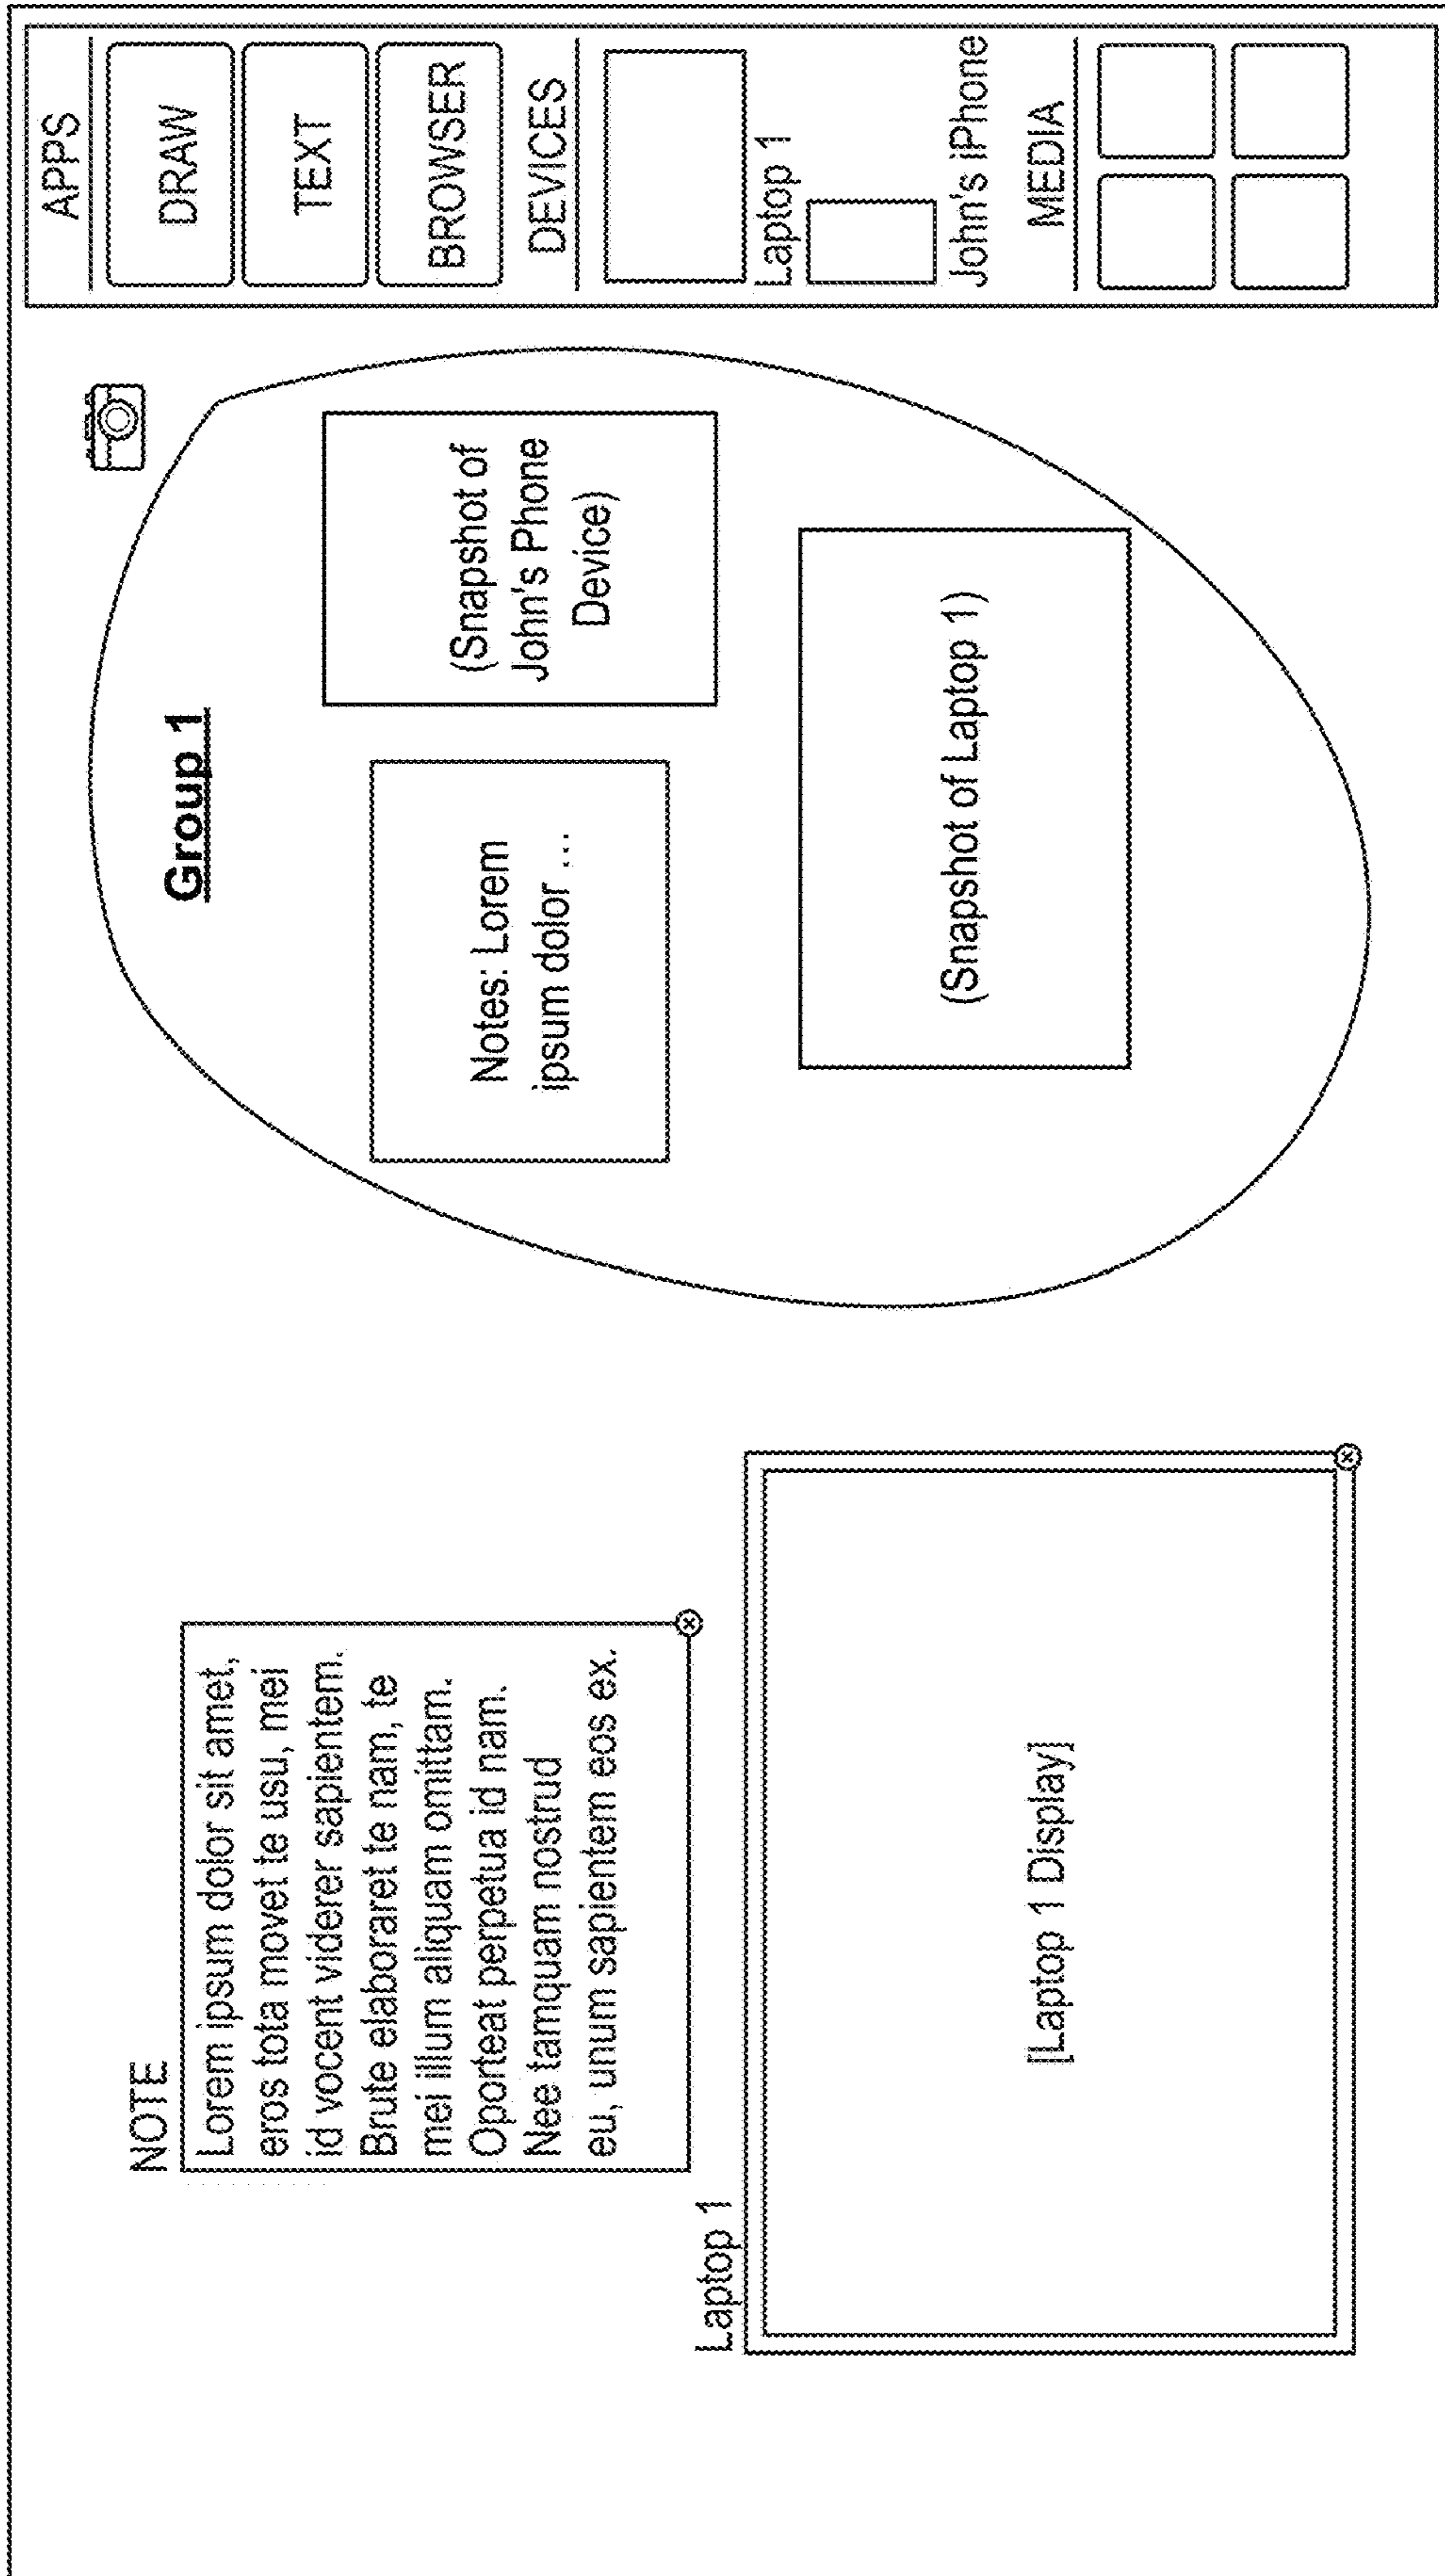 NOTE
Lorem ipsum dolor sit amet,
eros tota movet te usu, mei
id vocent viderer sapientem.
Brute elaboraret te nam, te
mei illum aliquam omittam.
Oporteat perpetua id nam.
Nee tamquam nostrud
eu, unum sapientem eos ex.
Laptop 1
[Laptop 1 Display]
Group 1
Notes: Lorem
ipsum dolor ...
(Snapshot of
John's Phone
Device)
(Snapshot of Laptop 1)
APPS
DRAW
TEXT
BROWSER
DEVICES
Laptop 1
John's iPhone
MEDIA